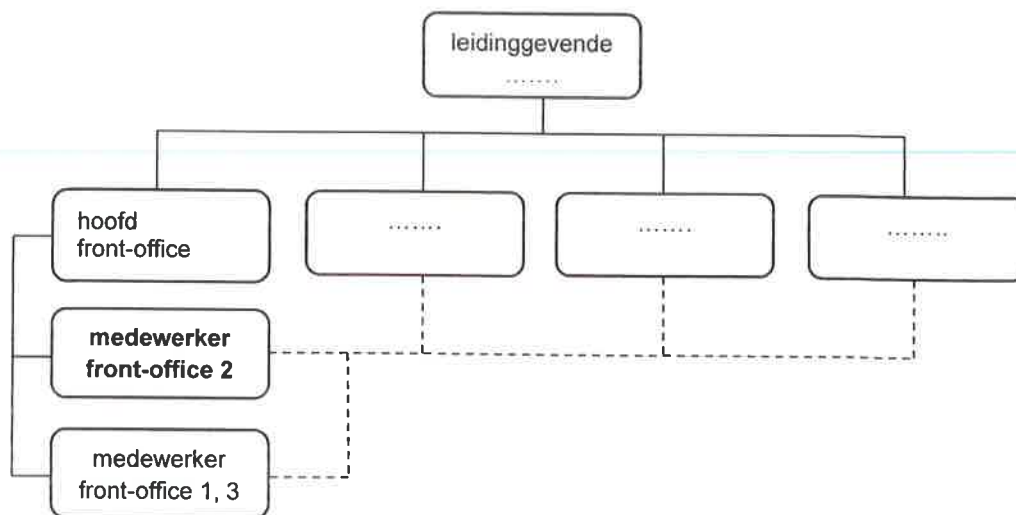 leidinggevende
.......
hoofd
front-office
.......
.......
........
medewerker
front-office 2
medewerker
front-office 1, 3